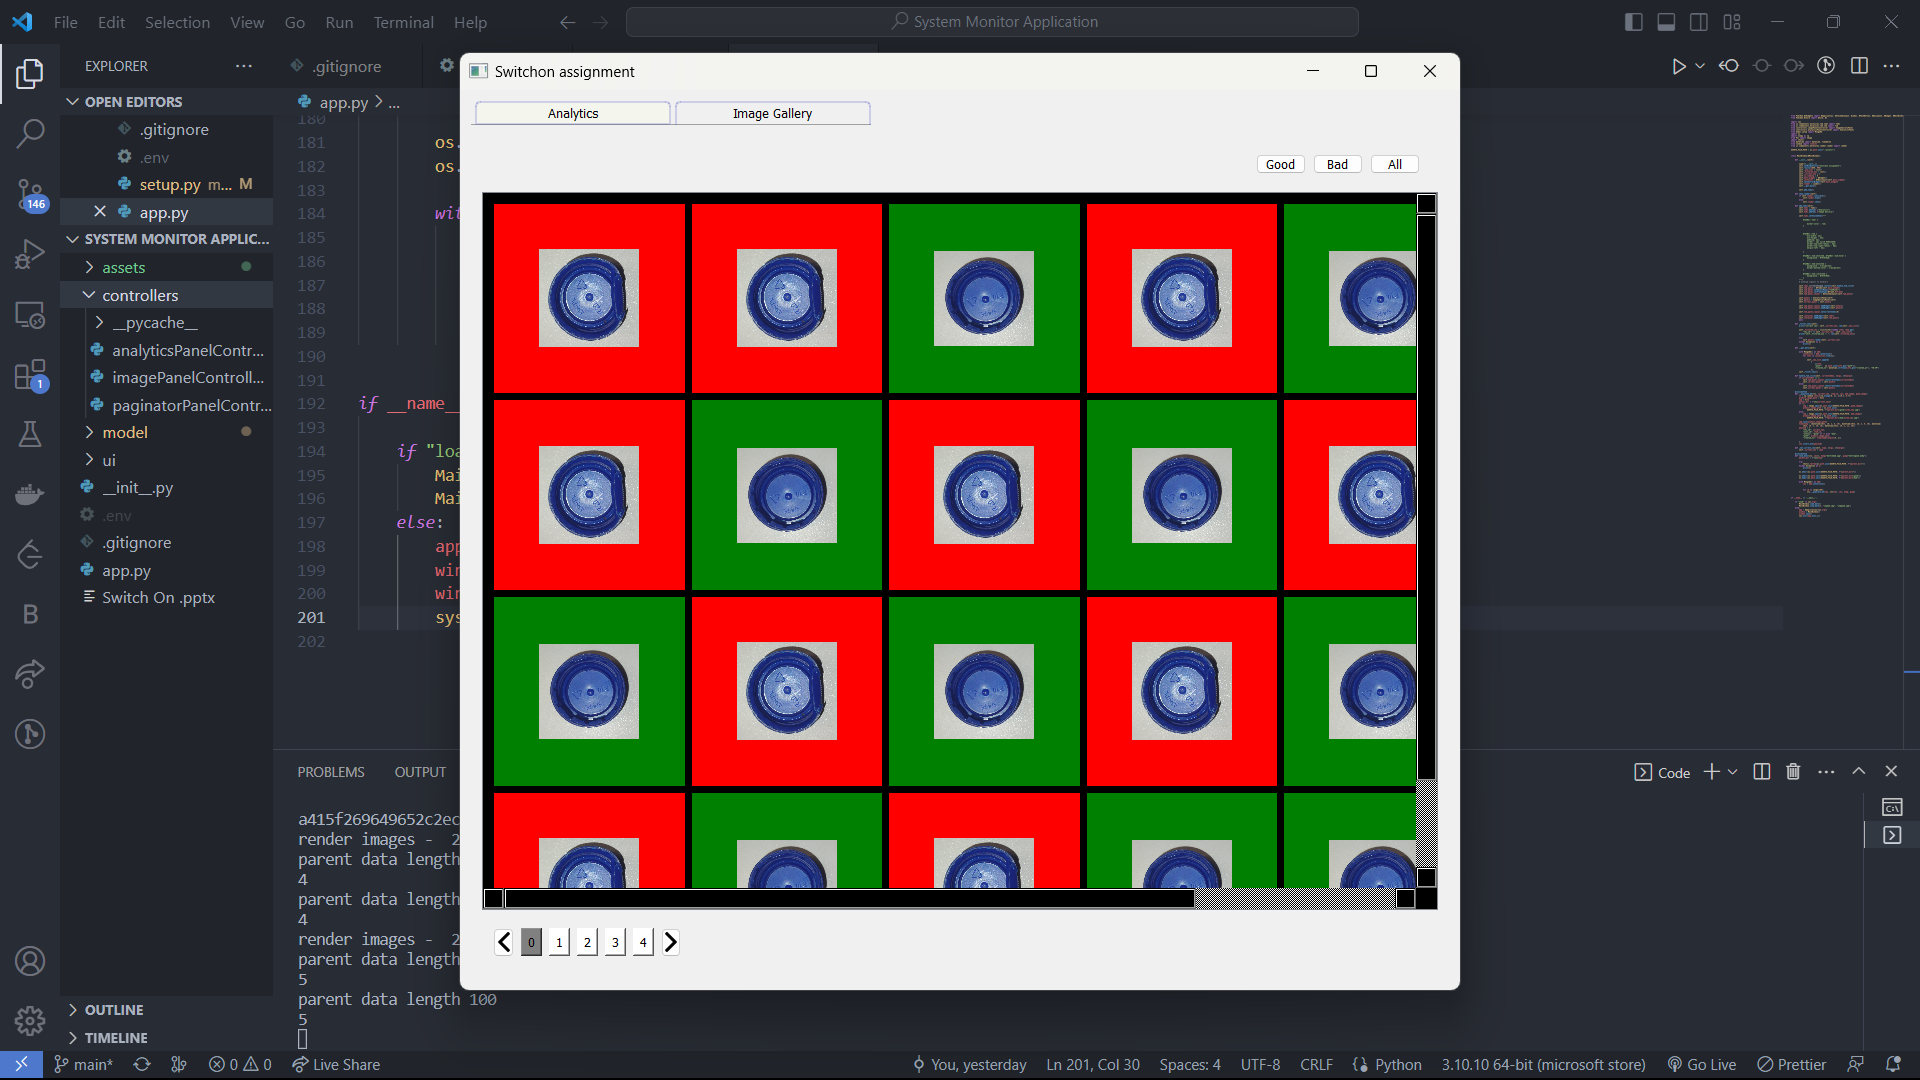 File Edit Selection View Go Run Terminal Help
System Monitor Application
EXPLORER
OPEN EDITORS
.gitignore
.env
setup.py m... M
app.py
SYSTEM MONITOR APPLIC...
assets
controllers
__pycache__
analyticsPanelContr...
imagePanelControll...
paginatorPanelContr...
model
ui
__init__.py
.env
.gitignore
app.py
Switch On .pptx
OUTLINE
TIMELINE
146
1
.gitignore
app.py > ...
180
181 os.
182 os.
183
184 wit
185
186
187
188
189
190
191
192 if __name__
193
194 if "loa
195 Mai
196 Mai
197 else:
198 app
199 win
200 win
201 sys
202
Switchon assignment
Analytics Image Gallery
Good Bad All
0 1 2 3 4
PROBLEMS OUTPUT
Code
a415f269649652c2ec
render images - 2
parent data length
4
parent data length
4
render images - 2
parent data length
5
parent data length 100
5
main* 0 0 Live Share You, yesterday Ln 201, Col 30 Spaces: 4 UTF-8 CRLF Python 3.10.10 64-bit (microsoft store) Go Live Prettier